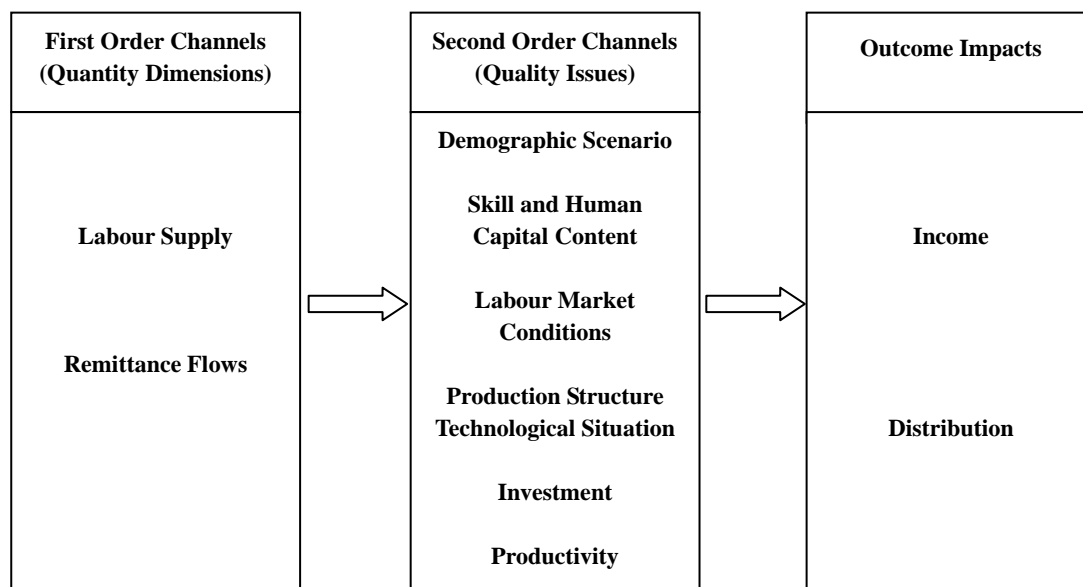 First Order Channels
(Quantity Dimensions)
Labour Supply
Remittance Flows
Second Order Channels
(Quality Issues)
Demographic Scenario
Skill and Human
Capital Content
Labour Market
Conditions
Production Structure
Technological Situation
Investment
Productivity
Outcome Impacts
Income
Distribution